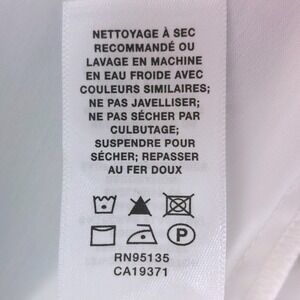 NETTOYAGE À SEC
RECOMMANDÉ OU
LAVAGE EN MACHINE
EN EAU FROIDE AVEC
COULEURS SIMILAIRES;
NE PAS JAVELLISER;
NE PAS SÉCHER PAR
CULBUTAGE;
SUSPENDRE POUR
SÉCHER; REPASSER
AU FER DOUX
P
RN95135
CA19371